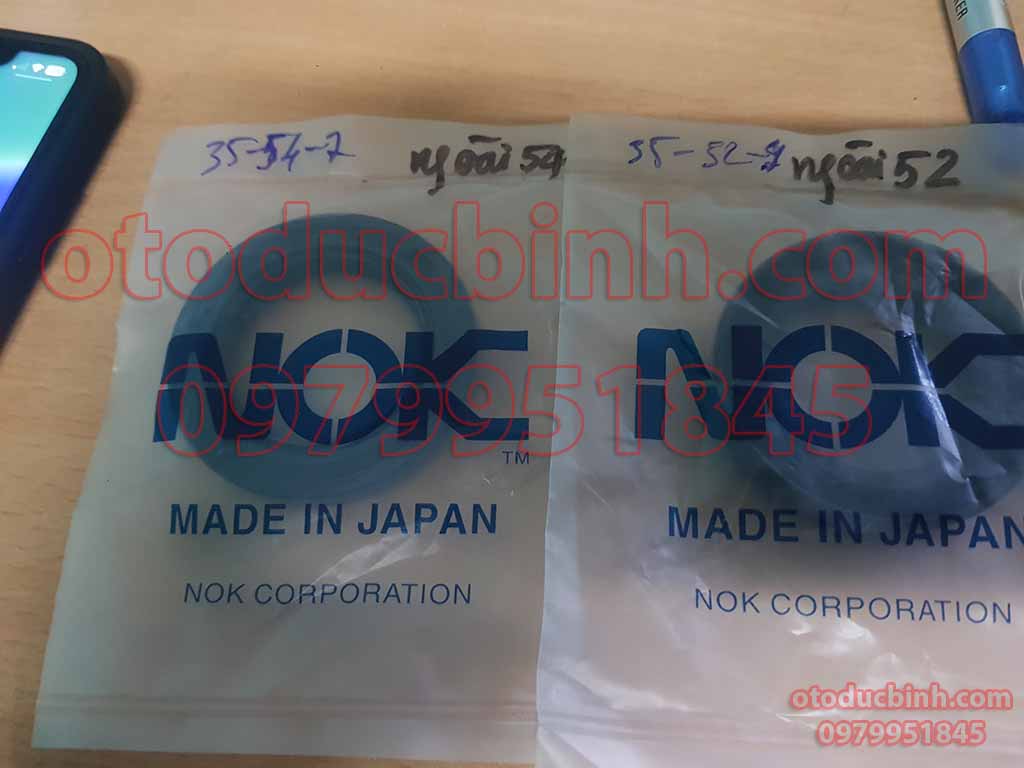 35-54-7 ngoài 54
35-52-7 ngoài 52
otoducbinh.com
0979951845
NOK
TM
MADE IN JAPAN
NOK CORPORATION
NOK
MADE IN JAPAN
NOK CORPORATION
otoducbinh.com
0979951845